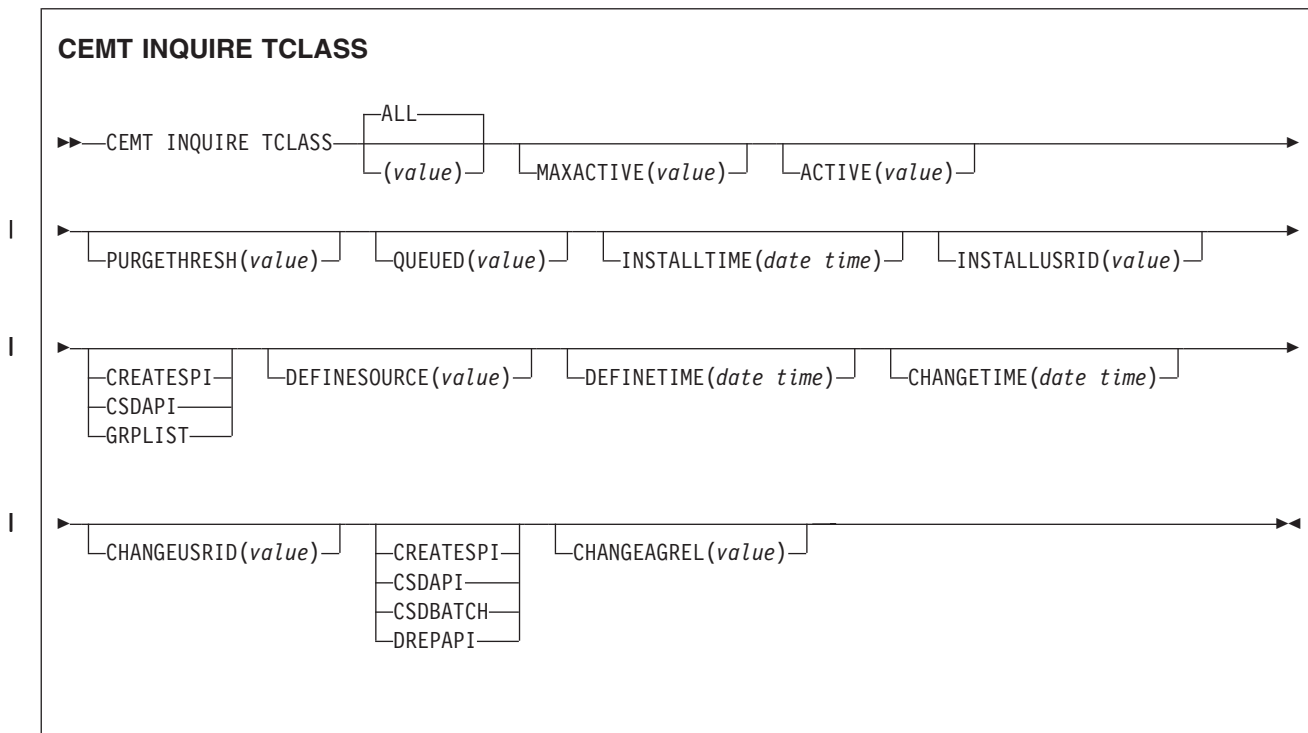 CEMT INQUIRE TCLASS
ALL
CEMT INQUIRE TCLASS
(value) MAXACTIVE(value) ACTIVE(value)
PURGETHRESH(value) QUEUED(value) INSTALLTIME(date time) INSTALLUSRID(value)
CREATESPI DEFINESOURCE(value) DEFINETIME(date time) CHANGETIME(date time)
CSDAPI
GRPLIST
CHANGEUSRID(value) CREATESPI CHANGEAGREL(value)
CSDAPI
CSDBATCH
DREPAPI